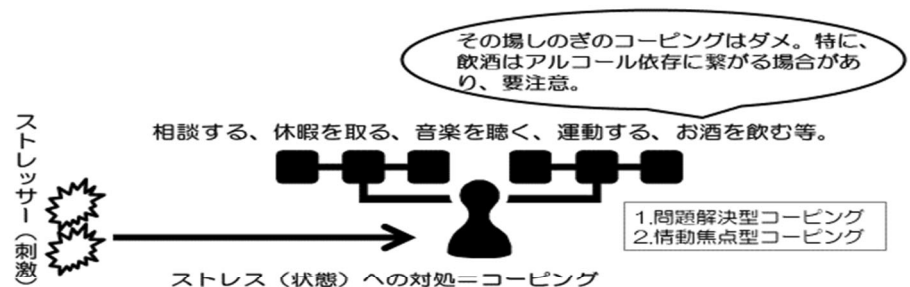 その場しのぎのコーピングはダメ。特に、
飲酒はアルコール依存に繋がる場合があ
り、要注意。
相談する、休暇を取る、音楽を聴く、運動する、お酒を飲む等。
ストレッサー（刺激）
1.問題解決型コーピング
2.情動焦点型コーピング
ストレス（状態）への対処＝コーピング